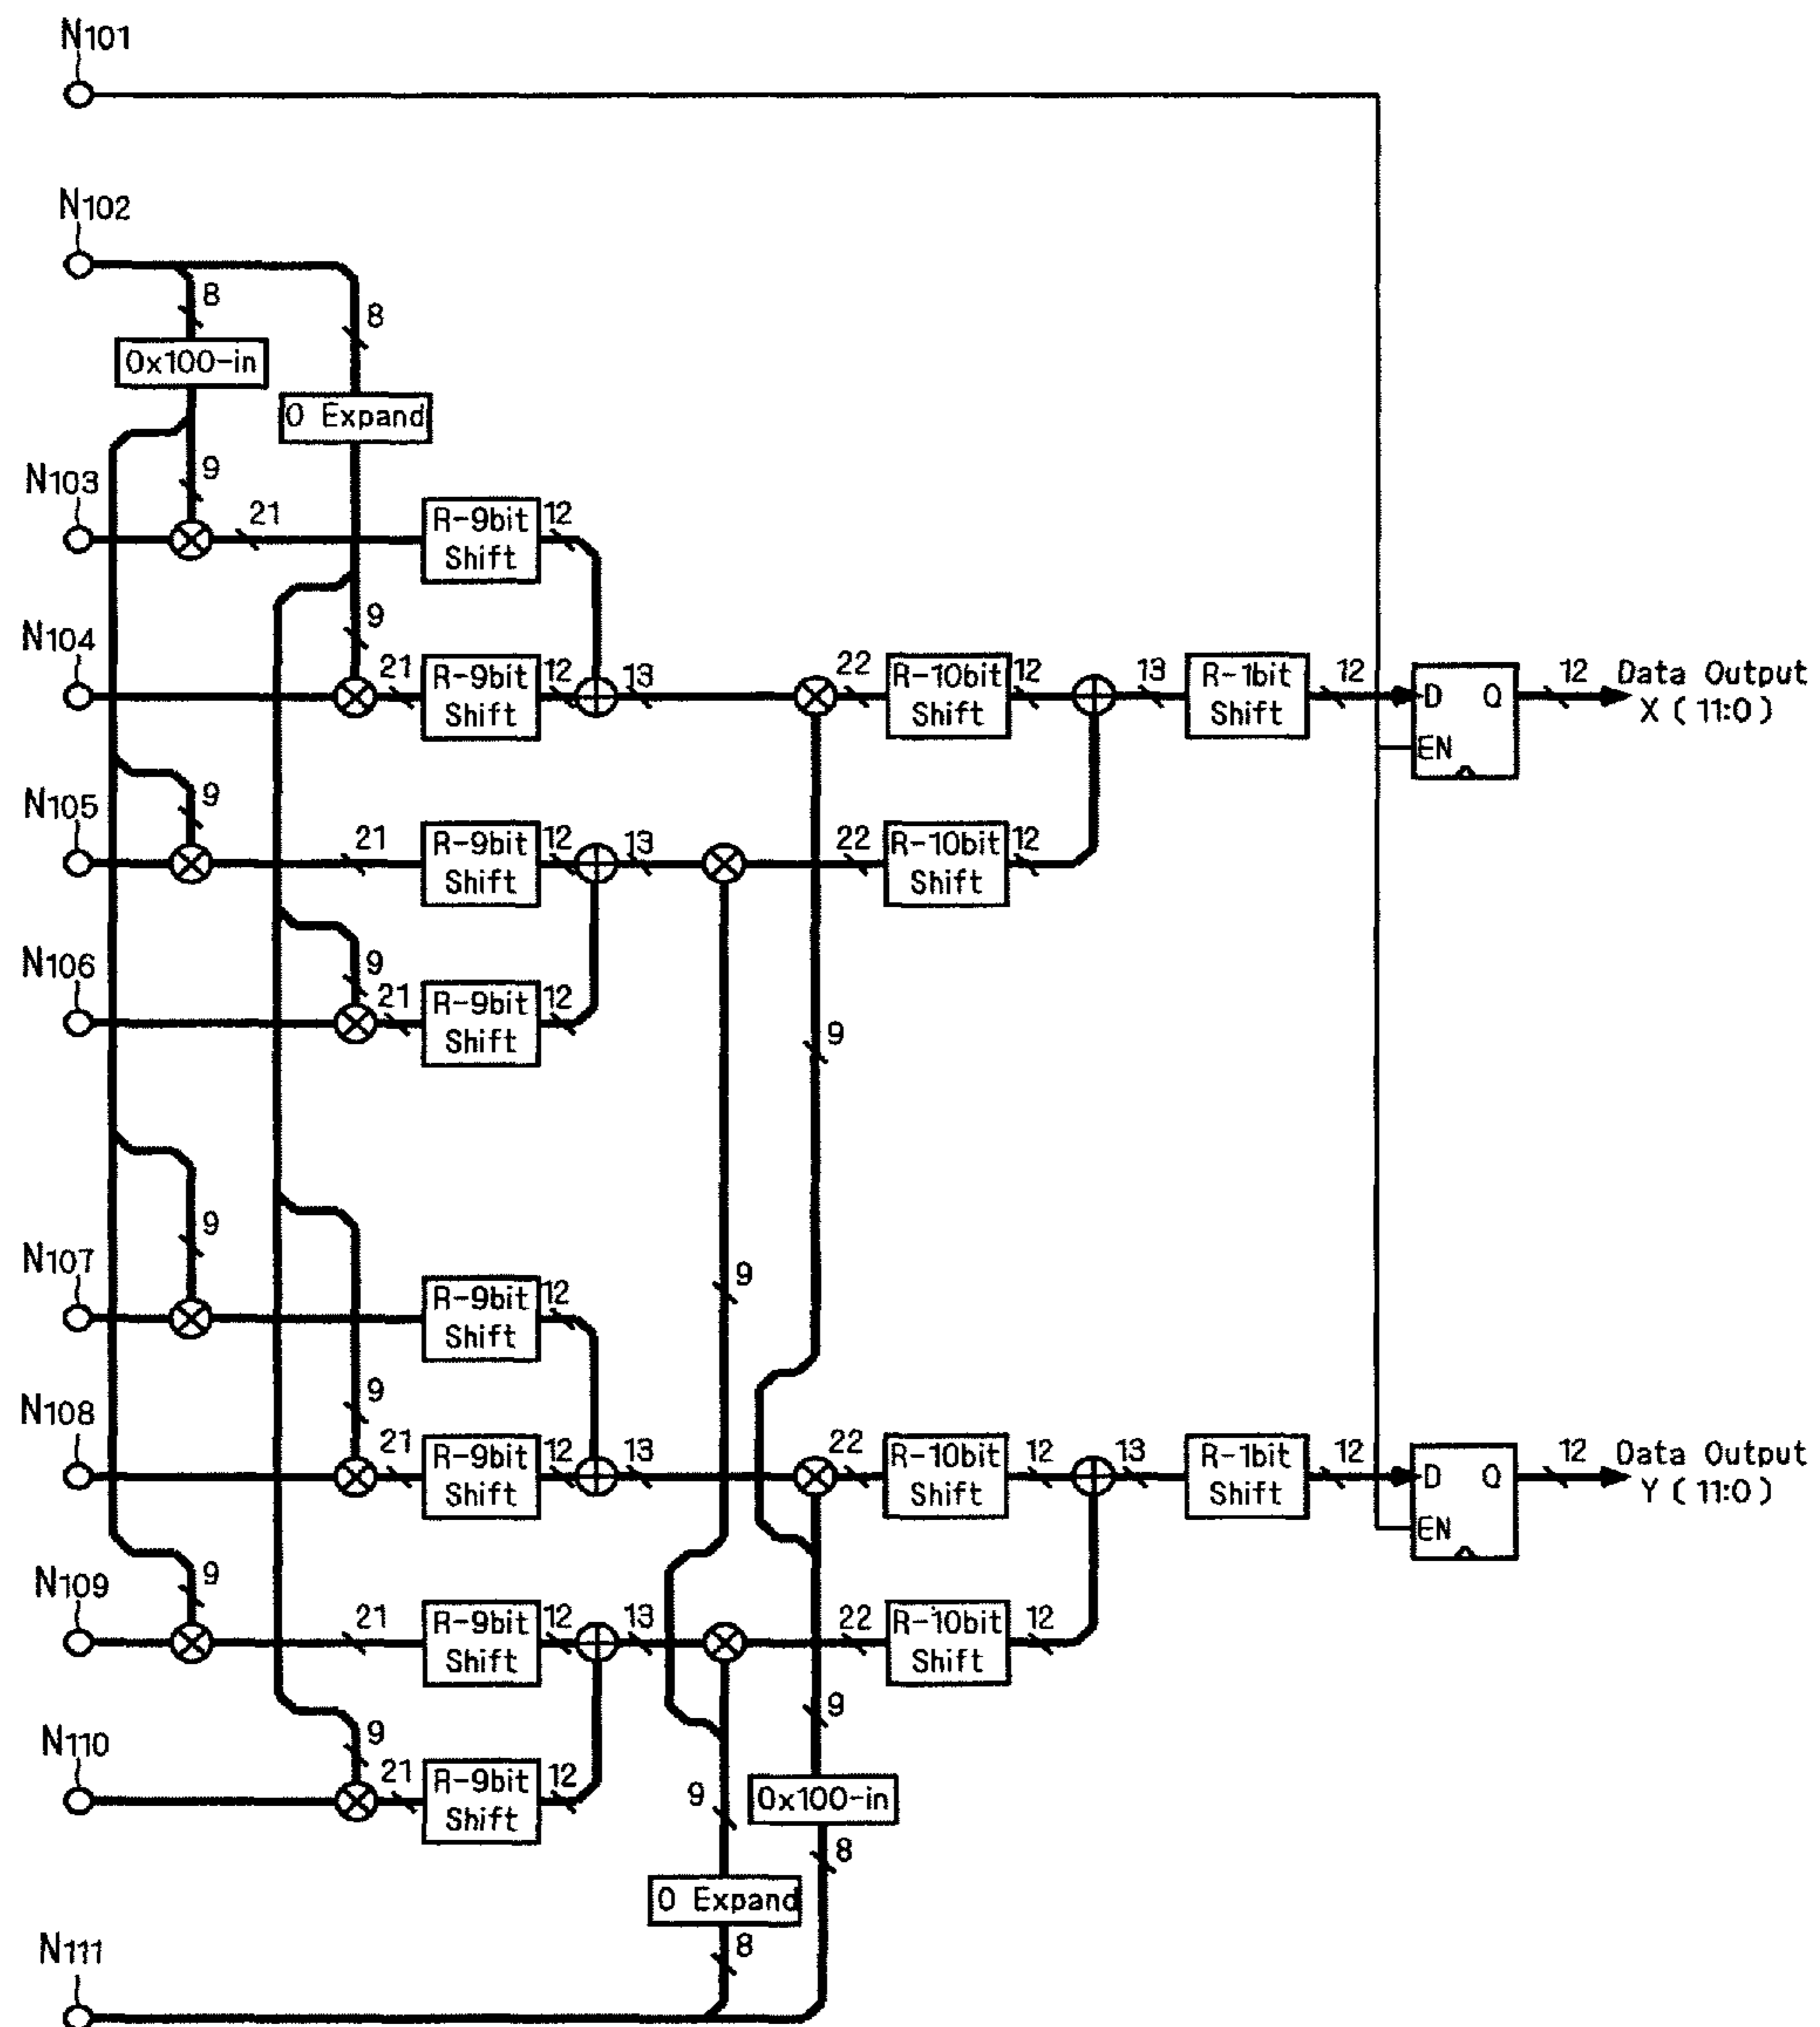 N101
N102
8
8
0x100-in
0 Expand
N103
9
21
R-9bit
Shift
12
N104
9
21
R-9bit
Shift
12
13
22
R-10bit
Shift
12
13
R-1bit
Shift
12
D Q
EN
12
Data Output
X ( 11:0 )
N105
9
21
R-9bit
Shift
12
13
22
R-10bit
Shift
12
N106
9
21
R-9bit
Shift
12
9
9
N107
9
R-9bit
Shift
12
N108
9
21
R-9bit
Shift
12
13
22
R-10bit
Shift
12
13
R-1bit
Shift
12
D Q
EN
12
Data Output
Y ( 11:0 )
N109
9
21
R-9bit
Shift
12
13
22
R-10bit
Shift
12
N110
9
21
R-9bit
Shift
12
9
9
0x100-in
8
0 Expand
8
N111